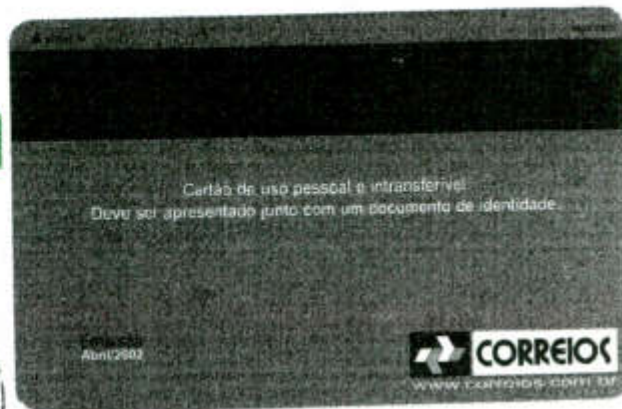 Cartão de uso pessoal e intransferível
Deve ser apresentado junto com um documento de identidade.
Emissão
Abril/2002
CORREIOS
www.correios.com.br